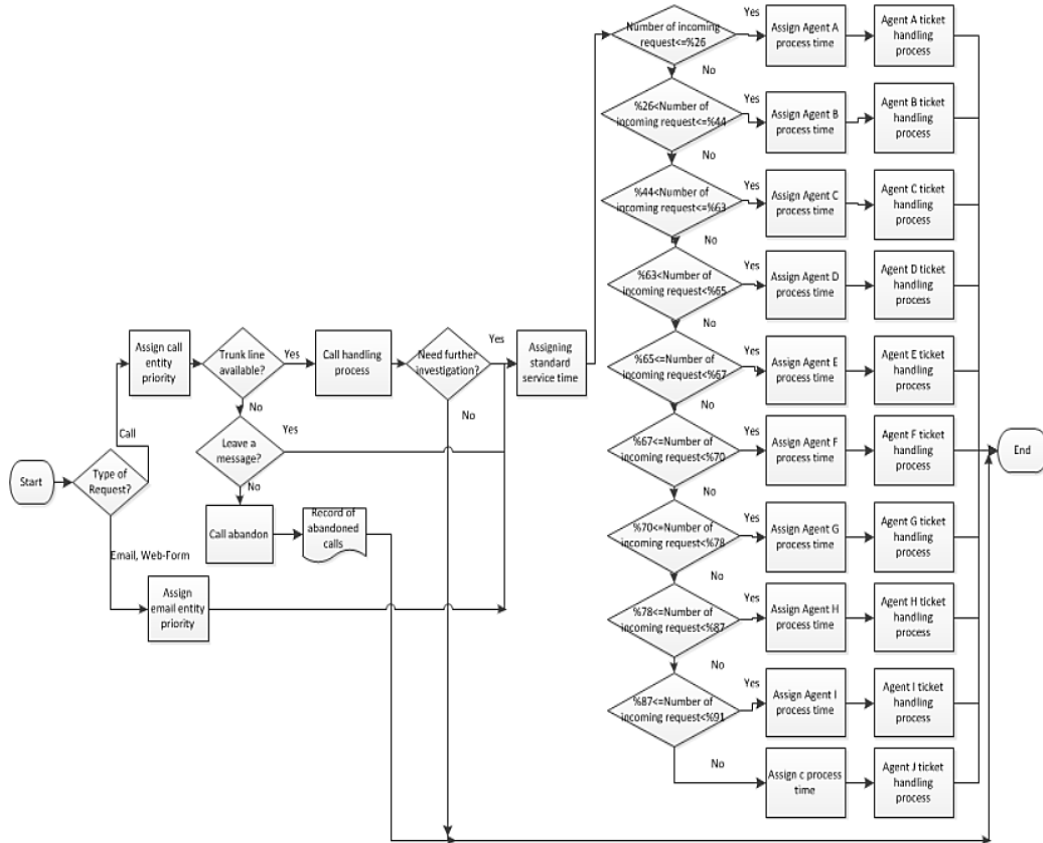 Start
Type of
Request?
Call
Email, Web-Form
Assign call
entity
priority
Trunk line
available?
Yes
No
Call handling
process
Need further
investigation?
Yes
No
Leave a
message?
Yes
No
Call abandon
Record of
abandoned
calls
Assign
email entity
priority
Assigning
standard
service time
Number of incoming
request<=%26
Yes
No
Assign Agent A
process time
Agent A ticket
handling
process
%26<Number of
incoming request<=%44
Yes
No
Assign Agent B
process time
Agent B ticket
handling
process
%44<Number of
incoming request<=%63
Yes
No
Assign Agent C
process time
Agent C ticket
handling
process
%63<Number of
incoming request<%65
Yes
No
Assign Agent D
process time
Agent D ticket
handling
process
%65<=Number of
incoming request<%67
Yes
No
Assign Agent E
process time
Agent E ticket
handling
process
%67<=Number of
incoming request<%70
Yes
No
Assign Agent F
process time
Agent F ticket
handling
process
%70<=Number of
incoming request<%78
Yes
No
Assign Agent G
process time
Agent G ticket
handling
process
%78<=Number of
incoming request<%87
Yes
No
Assign Agent H
process time
Agent H ticket
handling
process
%87<=Number of
incoming request<%91
Yes
No
Assign Agent I
process time
Agent I ticket
handling
process
Assign c process
time
Agent J ticket
handling
process
End